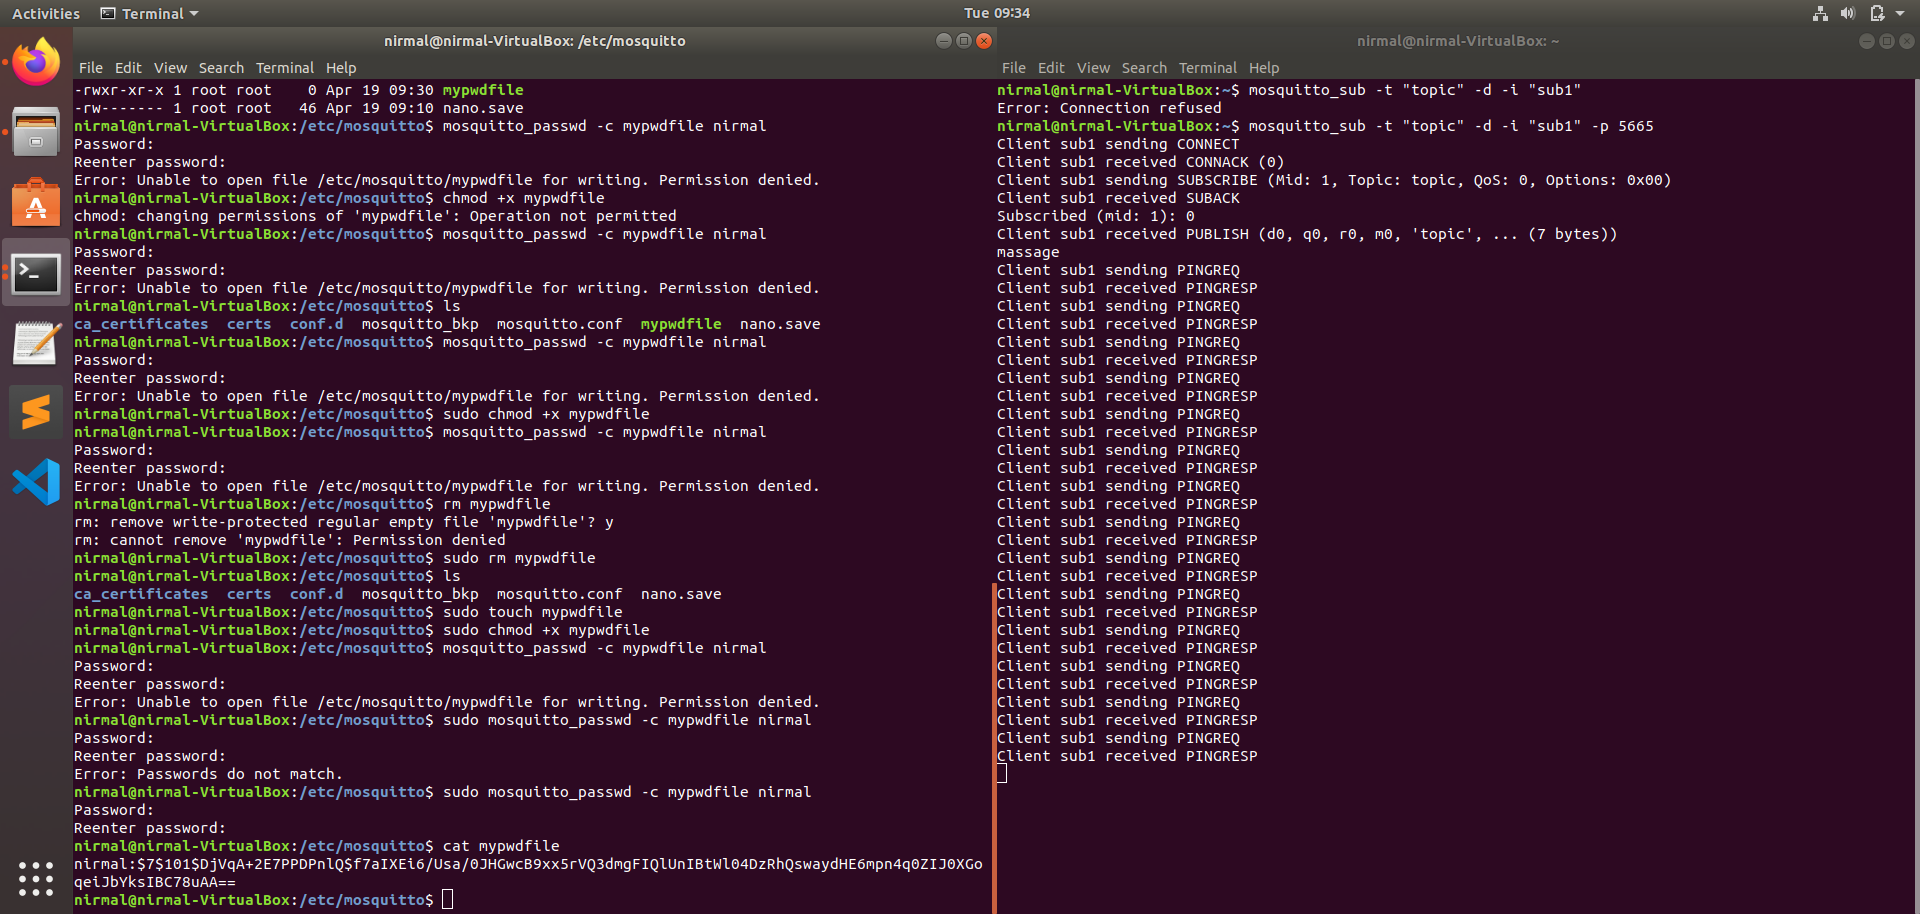 Activities Terminal Tue 09:34
nirmal@nirmal-VirtualBox: /etc/mosquitto
File Edit View Search Terminal Help
-rwxr-xr-x 1 root root    0 Apr 19 09:30 mypwdfile
-rw------- 1 root root   46 Apr 19 09:10 nano.save
nirmal@nirmal-VirtualBox:/etc/mosquitto$ mosquitto_passwd -c mypwdfile nirmal
Password:
Reenter password:
Error: Unable to open file /etc/mosquitto/mypwdfile for writing. Permission denied.
nirmal@nirmal-VirtualBox:/etc/mosquitto$ chmod +x mypwdfile
chmod: changing permissions of 'mypwdfile': Operation not permitted
nirmal@nirmal-VirtualBox:/etc/mosquitto$ mosquitto_passwd -c mypwdfile nirmal
Password:
Reenter password:
Error: Unable to open file /etc/mosquitto/mypwdfile for writing. Permission denied.
nirmal@nirmal-VirtualBox:/etc/mosquitto$ ls
ca_certificates  certs  conf.d  mosquitto_bkp  mosquitto.conf  mypwdfile  nano.save
nirmal@nirmal-VirtualBox:/etc/mosquitto$ mosquitto_passwd -c mypwdfile nirmal
Password:
Reenter password:
Error: Unable to open file /etc/mosquitto/mypwdfile for writing. Permission denied.
nirmal@nirmal-VirtualBox:/etc/mosquitto$ sudo chmod +x mypwdfile
nirmal@nirmal-VirtualBox:/etc/mosquitto$ mosquitto_passwd -c mypwdfile nirmal
Password:
Reenter password:
Error: Unable to open file /etc/mosquitto/mypwdfile for writing. Permission denied.
nirmal@nirmal-VirtualBox:/etc/mosquitto$ rm mypwdfile
rm: remove write-protected regular empty file 'mypwdfile'? y
rm: cannot remove 'mypwdfile': Permission denied
nirmal@nirmal-VirtualBox:/etc/mosquitto$ sudo rm mypwdfile
nirmal@nirmal-VirtualBox:/etc/mosquitto$ ls
ca_certificates  certs  conf.d  mosquitto_bkp  mosquitto.conf  nano.save
nirmal@nirmal-VirtualBox:/etc/mosquitto$ sudo touch mypwdfile
nirmal@nirmal-VirtualBox:/etc/mosquitto$ sudo chmod +x mypwdfile
nirmal@nirmal-VirtualBox:/etc/mosquitto$ mosquitto_passwd -c mypwdfile nirmal
Password:
Reenter password:
Error: Unable to open file /etc/mosquitto/mypwdfile for writing. Permission denied.
nirmal@nirmal-VirtualBox:/etc/mosquitto$ sudo mosquitto_passwd -c mypwdfile nirmal
Password:
Reenter password:
Error: Passwords do not match.
nirmal@nirmal-VirtualBox:/etc/mosquitto$ sudo mosquitto_passwd -c mypwdfile nirmal
Password:
Reenter password:
nirmal@nirmal-VirtualBox:/etc/mosquitto$ cat mypwdfile
nirmal:$7$101$DjVqA+2E7PPDPnlQ$f7aIXEi6/Usa/0JHGwcB9xx5rVQ3dmgFIQlUnIBtWl04DzRhQswaydHE6mpn4q0ZIJ0XGo
qeiJbYksIBC78uAA==
nirmal@nirmal-VirtualBox:/etc/mosquitto$
nirmal@nirmal-VirtualBox: ~
File Edit View Search Terminal Help
nirmal@nirmal-VirtualBox:~$ mosquitto_sub -t "topic" -d -i "sub1"
Error: Connection refused
nirmal@nirmal-VirtualBox:~$ mosquitto_sub -t "topic" -d -i "sub1" -p 5665
Client sub1 sending CONNECT
Client sub1 received CONNACK (0)
Client sub1 sending SUBSCRIBE (Mid: 1, Topic: topic, QoS: 0, Options: 0x00)
Client sub1 received SUBACK
Subscribed (mid: 1): 0
Client sub1 received PUBLISH (d0, q0, r0, m0, 'topic', ... (7 bytes))
massage
Client sub1 sending PINGREQ
Client sub1 received PINGRESP
Client sub1 sending PINGREQ
Client sub1 received PINGRESP
Client sub1 sending PINGREQ
Client sub1 received PINGRESP
Client sub1 sending PINGREQ
Client sub1 received PINGRESP
Client sub1 sending PINGREQ
Client sub1 received PINGRESP
Client sub1 sending PINGREQ
Client sub1 received PINGRESP
Client sub1 sending PINGREQ
Client sub1 received PINGRESP
Client sub1 sending PINGREQ
Client sub1 received PINGRESP
Client sub1 sending PINGREQ
Client sub1 received PINGRESP
Client sub1 sending PINGREQ
Client sub1 received PINGRESP
Client sub1 sending PINGREQ
Client sub1 received PINGRESP
Client sub1 sending PINGREQ
Client sub1 received PINGRESP
Client sub1 sending PINGREQ
Client sub1 received PINGRESP
Client sub1 sending PINGREQ
Client sub1 received PINGRESP